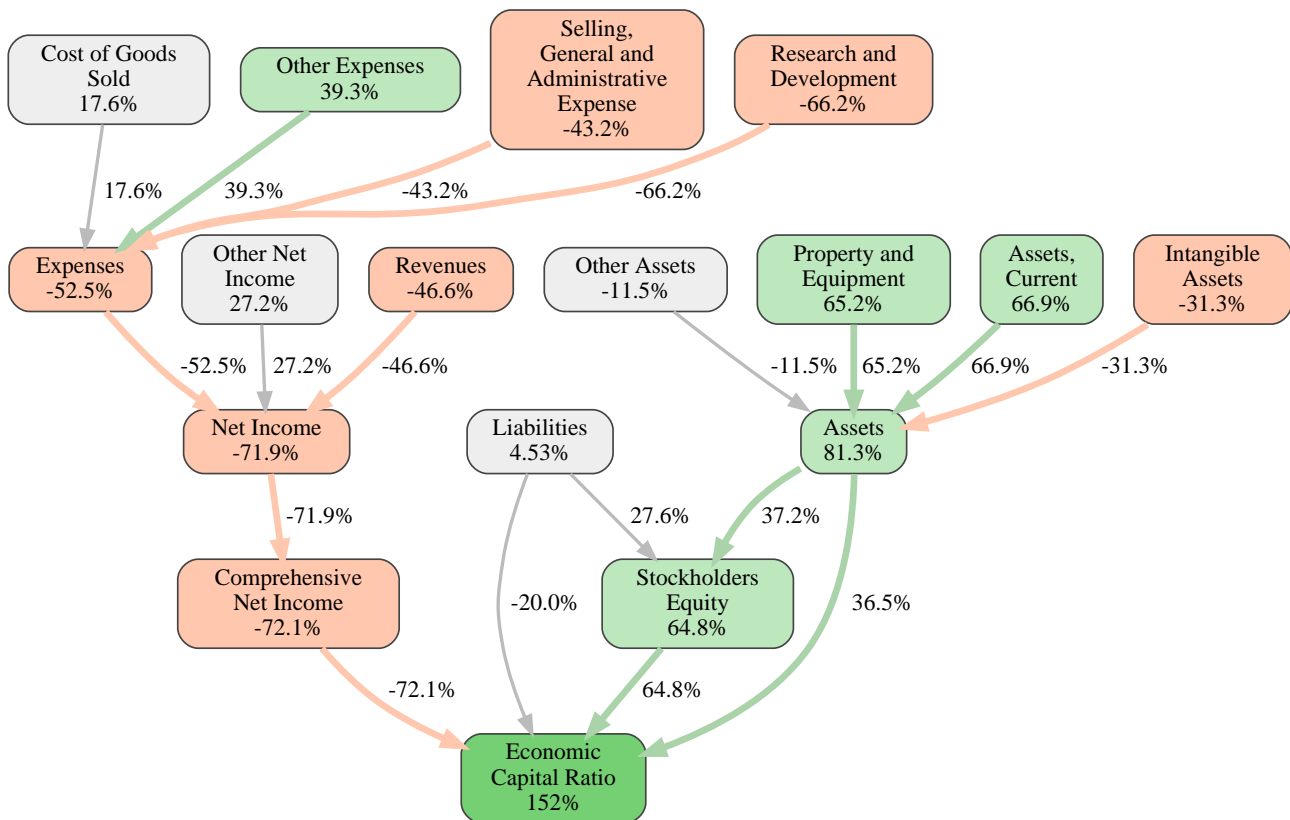 Cost of Goods
Sold
17.6%
Other Expenses
39.3%
Selling,
General and
Administrative
Expense
-43.2%
Research and
Development
-66.2%
17.6%
39.3%
-43.2%
-66.2%
Expenses
-52.5%
Other Net
Income
27.2%
Revenues
-46.6%
Other Assets
-11.5%
Property and
Equipment
65.2%
Assets,
Current
66.9%
Intangible
Assets
-31.3%
-52.5%
27.2%
-46.6%
-11.5%
65.2%
66.9%
-31.3%
Net Income
-71.9%
Liabilities
4.53%
Assets
81.3%
-71.9%
27.6%
37.2%
Comprehensive
Net Income
-72.1%
-20.0%
Stockholders
Equity
64.8%
36.5%
-72.1%
64.8%
Economic
Capital Ratio
152%